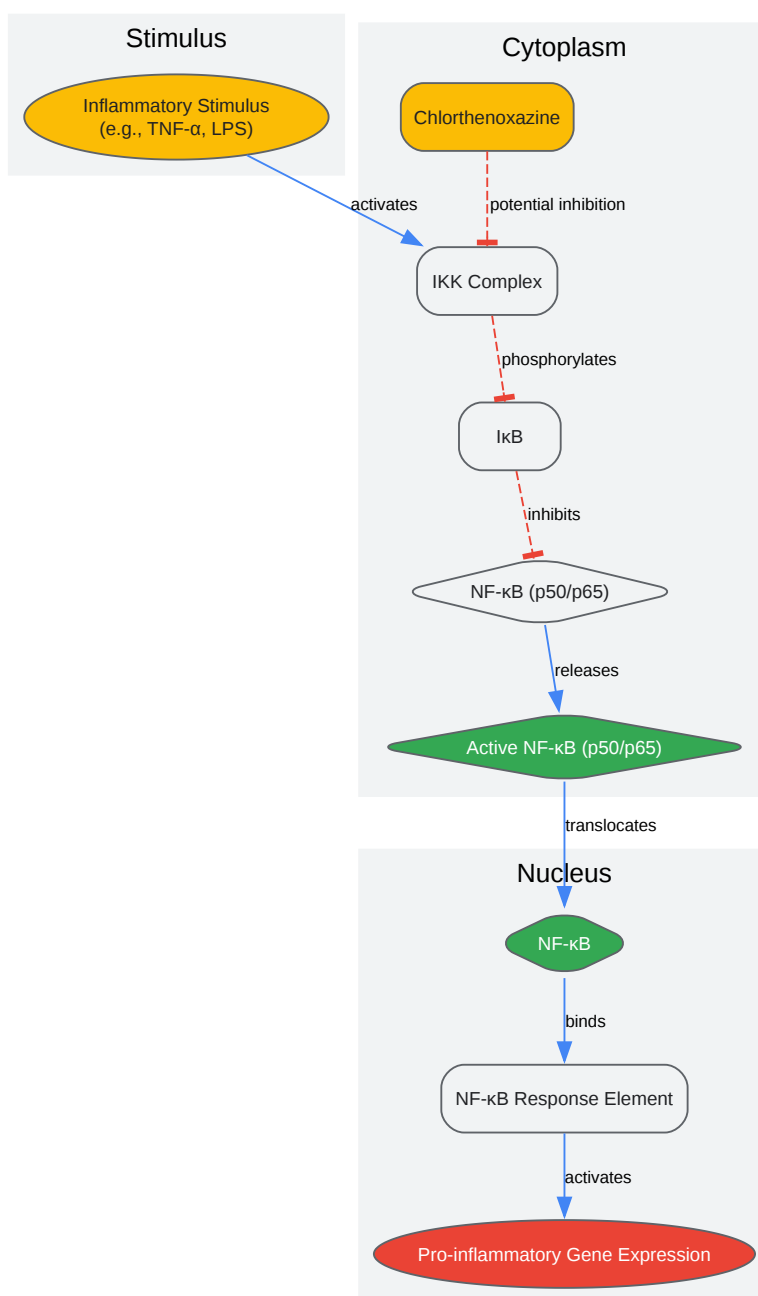 Stimulus
Inflammatory Stimulus
(e.g., TNF-α, LPS)
Cytoplasm
Chlorthenoxazine
activates
potential inhibition
IKK Complex
phosphorylates
IκB
inhibits
NF-κB (p50/p65)
releases
Active NF-κB (p50/p65)
translocates
Nucleus
NF-κB
binds
NF-κB Response Element
activates
Pro-inflammatory Gene Expression